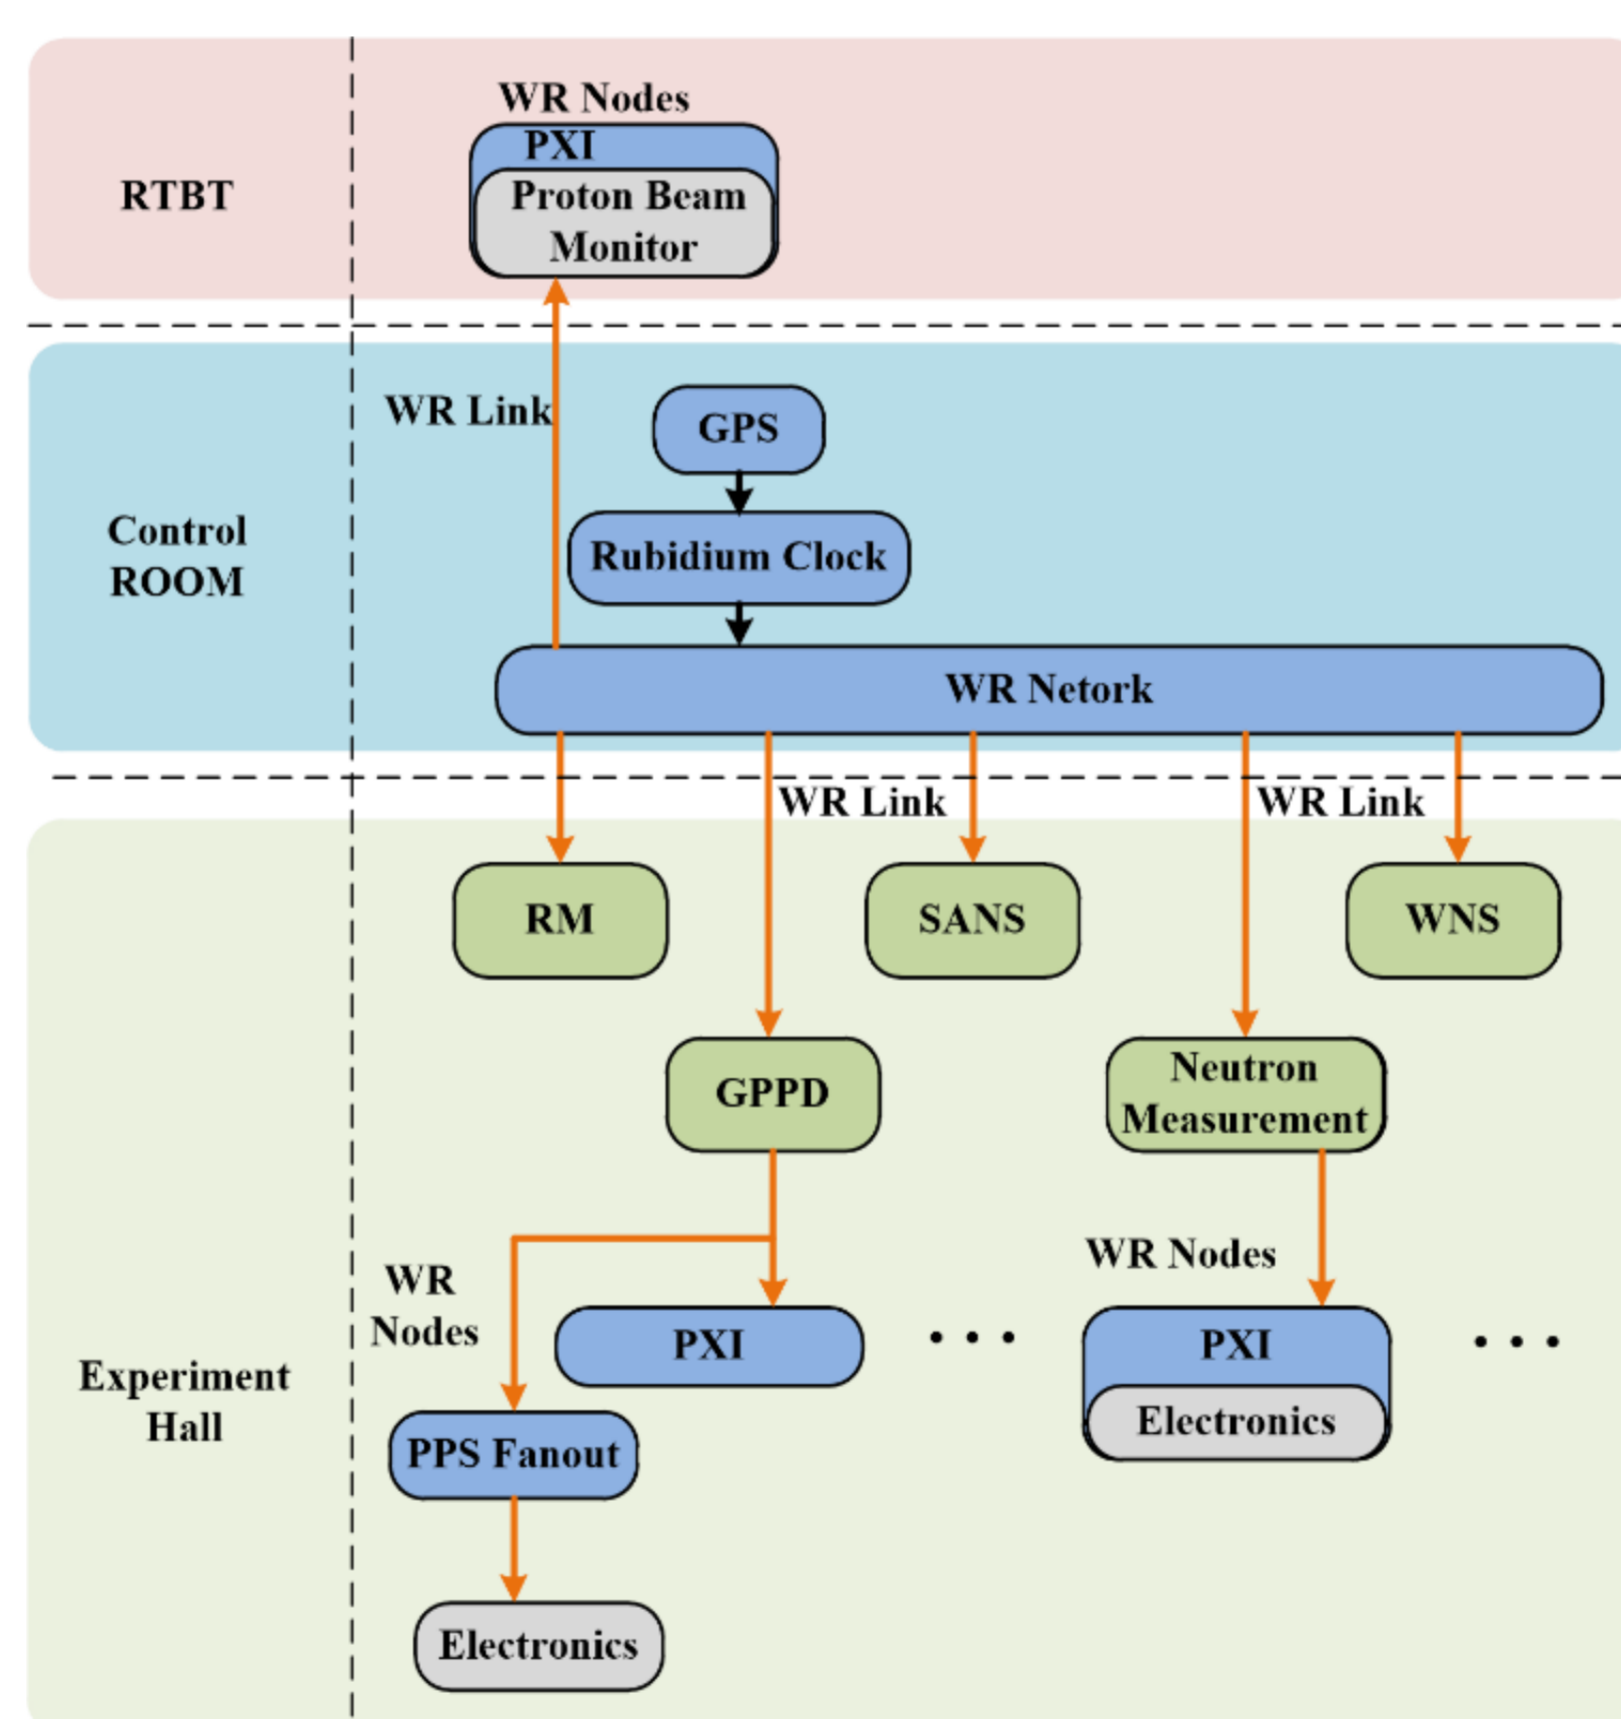 WR Nodes
PXI
Proton Beam
Monitor
RTBT
WR Link
GPS
Rubidium Clock
Control
ROOM
WR Netork
WR Link
WR Link
RM
SANS
WNS
GPPD
Neutron
Measurement
WR
Nodes
WR Nodes
PXI
• • •
PXI
• • •
Electronics
Experiment
Hall
PPS Fanout
Electronics